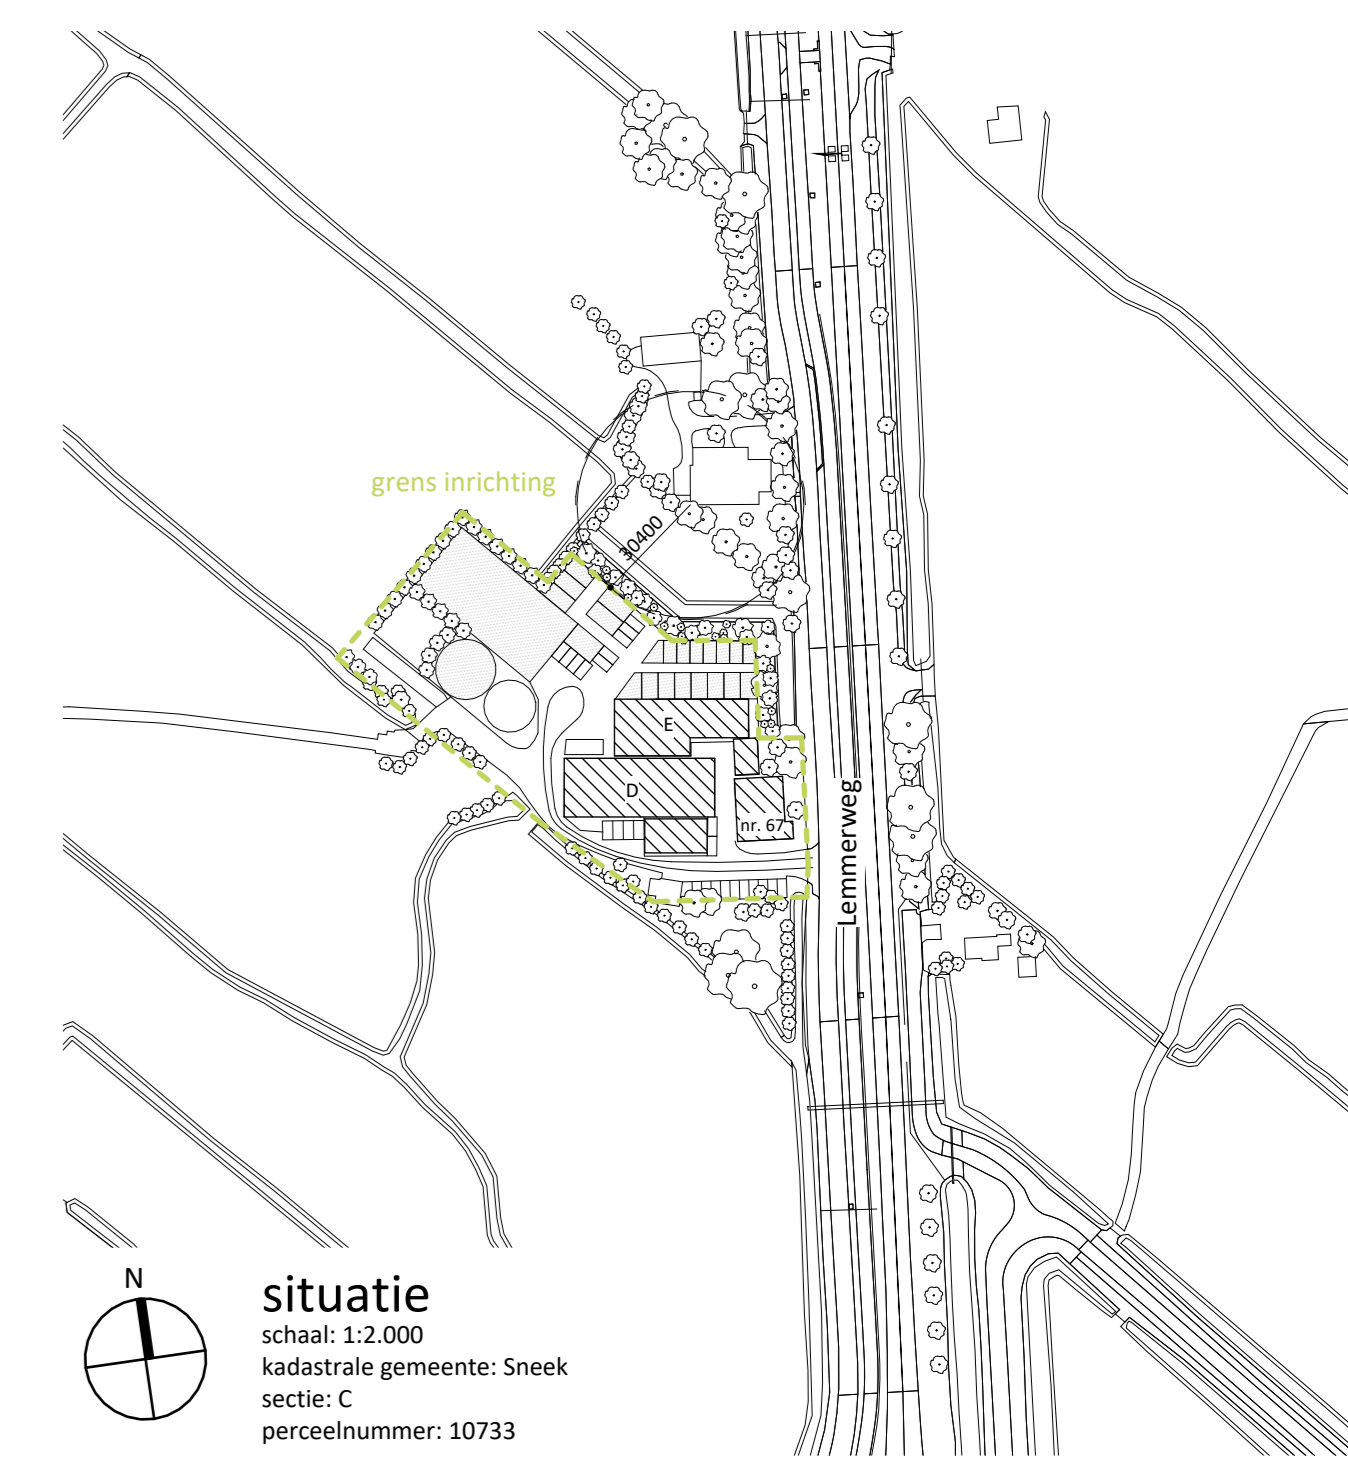 grens inrichting
30400
E
D
nr. 67
Lemmerweg
N
situatie
schaal: 1:2.000
kadastrale gemeente: Sneek
sectie: C
perceelnummer: 10733